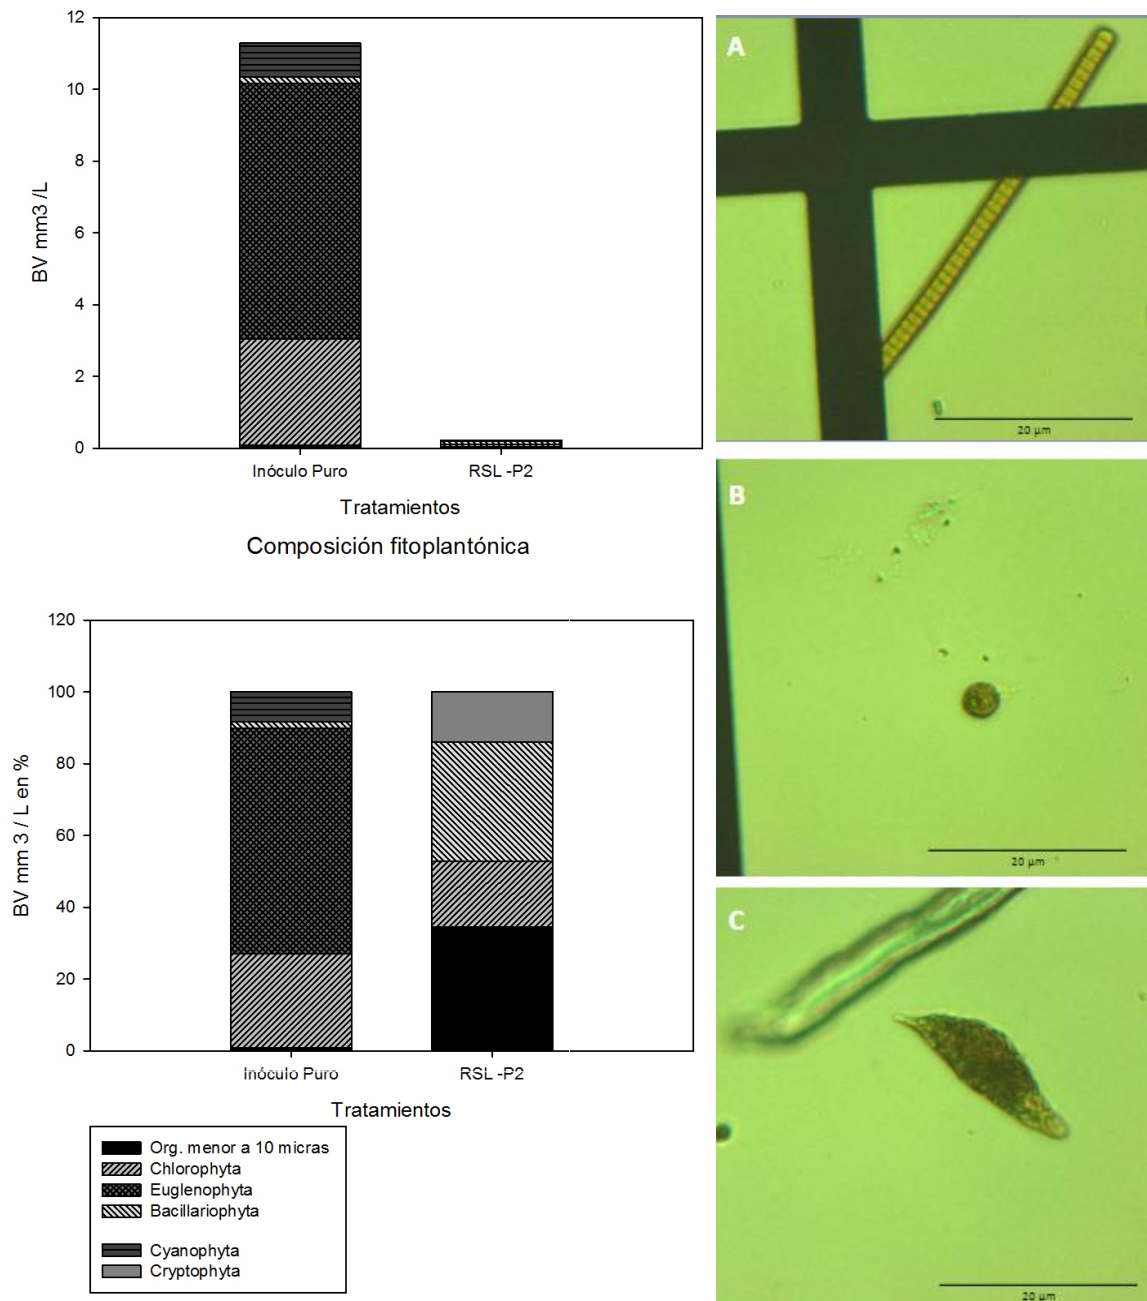 12
10
8
6
4
2
0
BV mm3 /L
Inóculo Puro
RSL -P2
Tratamientos
Composición fitoplantónica
120
100
80
60
40
20
0
BV mm 3 / L en %
Inóculo Puro
RSL -P2
Tratamientos
Org. menor a 10 micras
Chlorophyta
Euglenophyta
Bacillariophyta
Cyanophyta
Cryptophyta
A
20 µm
B
20 µm
C
20 µm